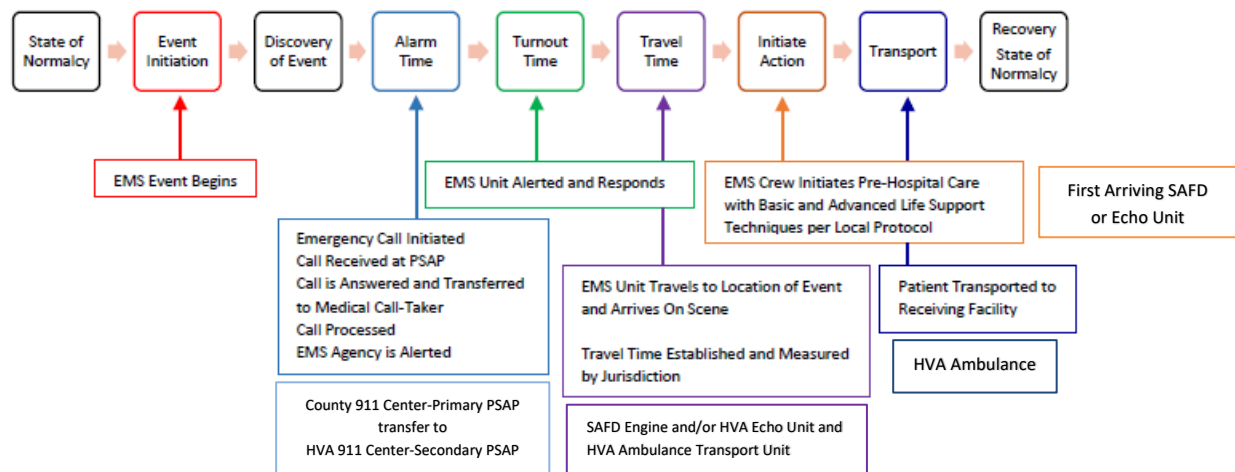 State of
Normalcy
Event
Initiation
Discovery
of Event
Alarm
Time
Turnout
Time
Travel
Time
Initiate
Action
Transport
Recovery
State of
Normalcy
EMS Event Begins
EMS Unit Alerted and Responds
EMS Crew Initiates Pre-Hospital Care
with Basic and Advanced Life Support
Techniques per Local Protocol
First Arriving SAFD
or Echo Unit
Emergency Call Initiated
Call Received at PSAP
Call is Answered and Transferred
to Medical Call-Taker
Call Processed
EMS Agency is Alerted
EMS Unit Travels to Location of Event
and Arrives On Scene
Travel Time Established and Measured
by Jurisdiction
Patient Transported to
Receiving Facility
HVA Ambulance
County 911 Center-Primary PSAP
transfer to
HVA 911 Center-Secondary PSAP
SAFD Engine and/or HVA Echo Unit and
HVA Ambulance Transport Unit